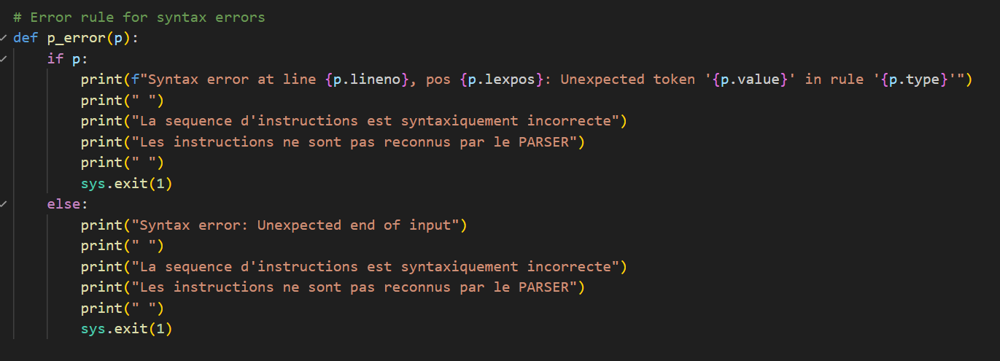 # Error rule for syntax errors
def p_error(p):
    if p:
        print(f"Syntax error at line {p.lineno}, pos {p.lexpos}: Unexpected token '{p.value}' in rule '{p.type}'")
        print(" ")
        print("La sequence d'instructions est syntaxiquement incorrecte")
        print("Les instructions ne sont pas reconnus par le PARSER")
        print(" ")
        sys.exit(1)
    else:
        print("Syntax error: Unexpected end of input")
        print(" ")
        print("La sequence d'instructions est syntaxiquement incorrecte")
        print("Les instructions ne sont pas reconnus par le PARSER")
        print(" ")
        sys.exit(1)